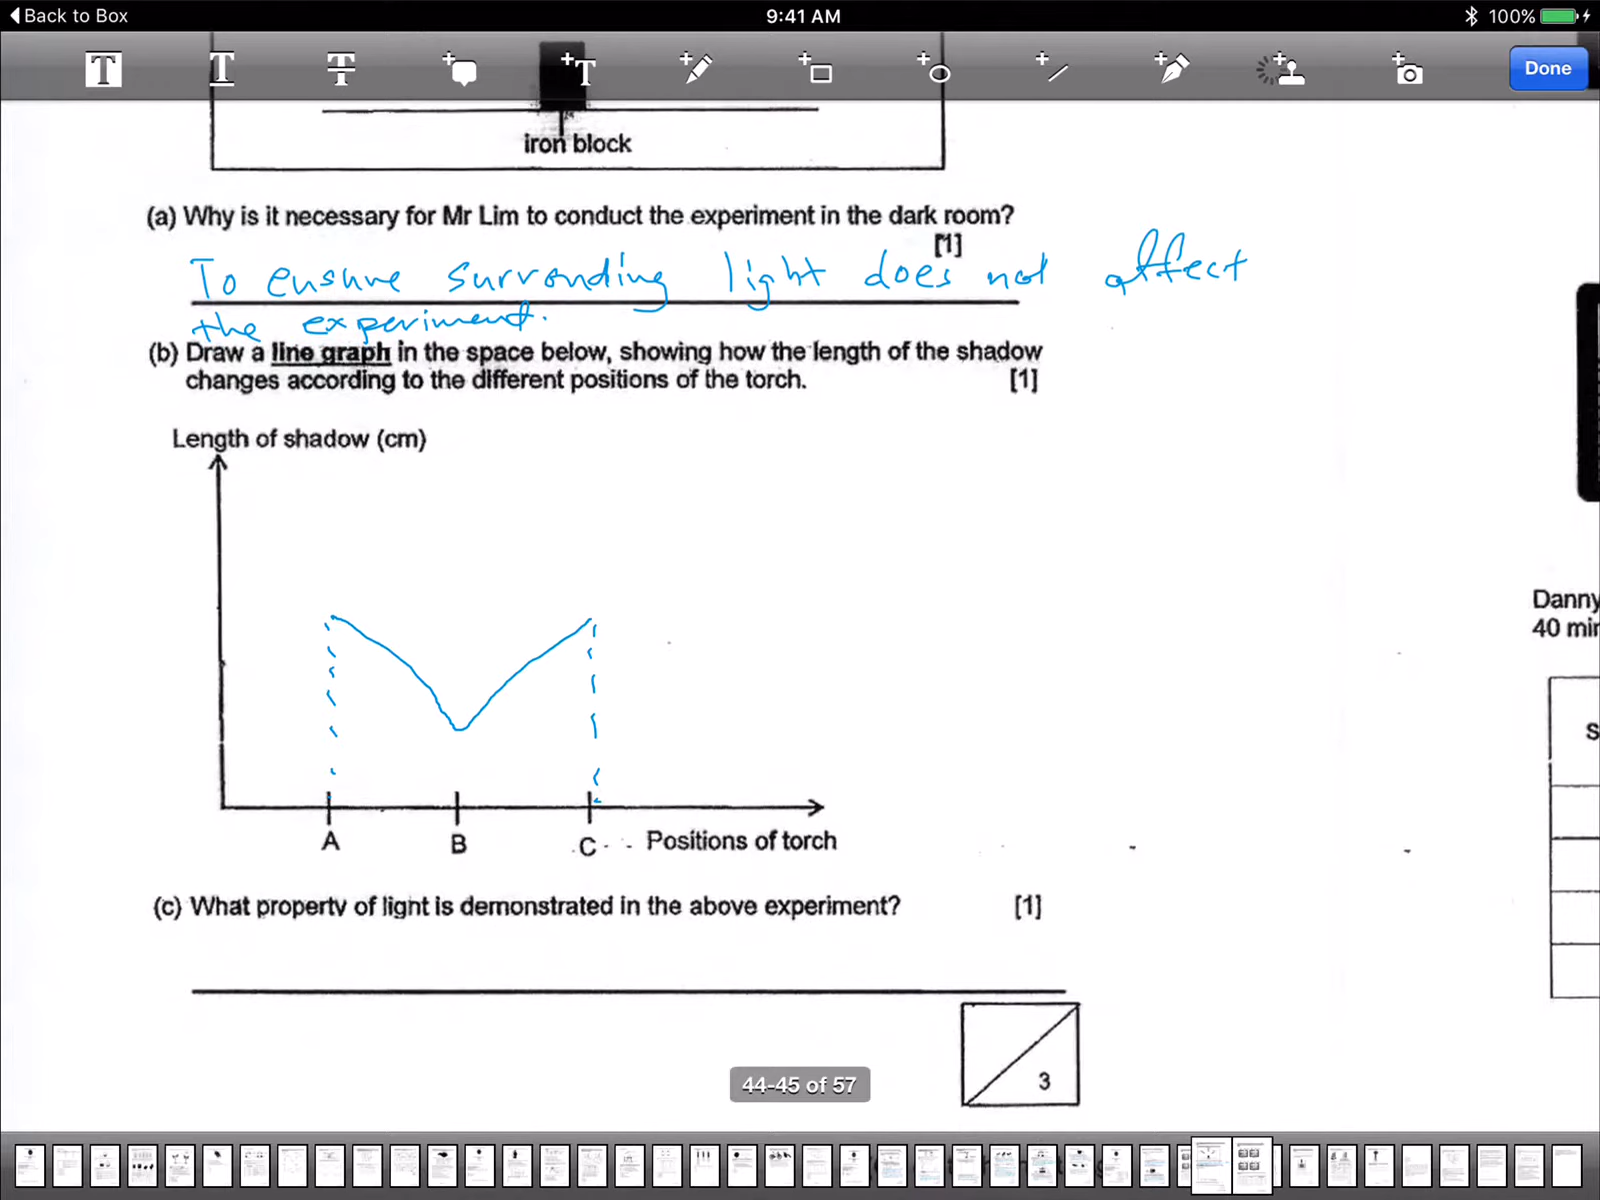 Back to Box
9:41 AM
100%
T T T T
Done
iron block
(a) Why is it necessary for Mr Lim to conduct the experiment in the dark room?
[1]
To ensure surronding light does not affect
the experiment.
(b) Draw a line graph in the space below, showing how the length of the shadow
changes according to the different positions of the torch. [1]
Length of shadow (cm)
A B C Positions of torch
(c) What property of light is demonstrated in the above experiment? [1]
3
Danny
40 min
S
44-45 of 57